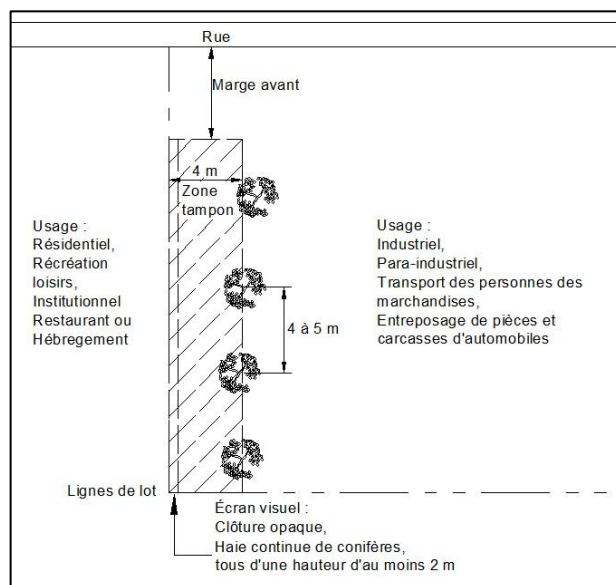 Rue
Marge avant
4 m
Zone
tampon
Usage :
Résidentiel,
Récréation
loisirs,
Institutionnel
Restaurant ou
Hébregement
Usage :
Industriel,
Para-industriel,
Transport des personnes des
marchandises,
Entreposage de pièces et
carcasses d'automobiles
4 à 5 m
Lignes de lot
Écran visuel :
Clôture opaque,
Haie continue de conifères,
tous d'une hauteur d'au moins 2 m